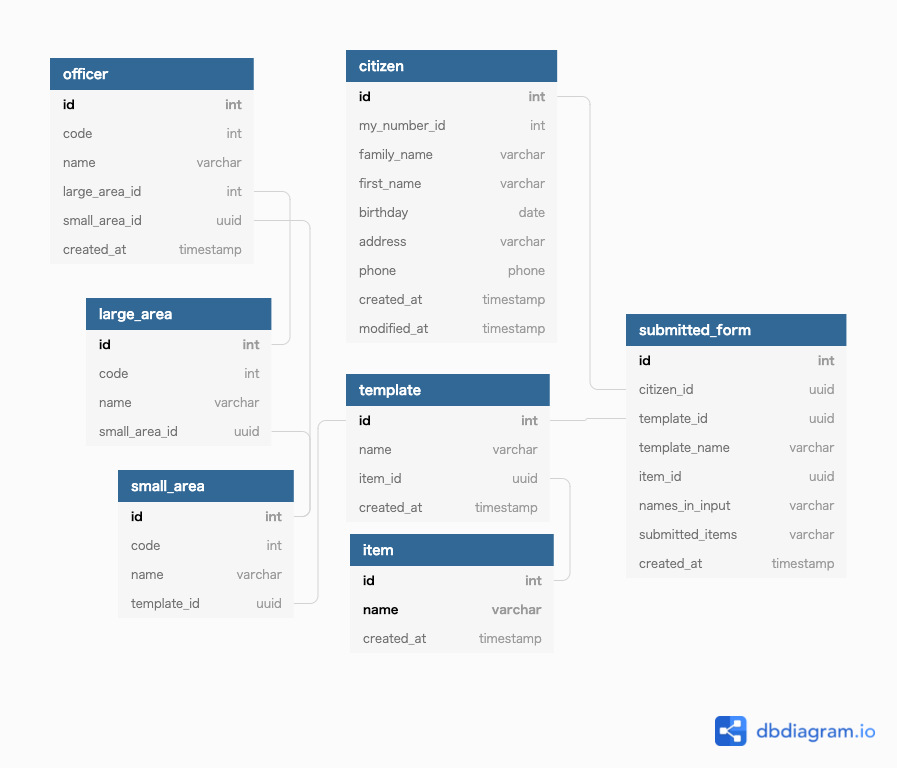 officer
id int
code int
name varchar
large_area_id int
small_area_id uuid
created_at timestamp
large_area
id int
code int
name varchar
small_area_id uuid
small_area
id int
code int
name varchar
template_id uuid
citizen
id int
my_number_id int
family_name varchar
first_name varchar
birthday date
address varchar
phone phone
created_at timestamp
modified_at timestamp
template
id int
name varchar
item_id uuid
created_at timestamp
item
id int
name varchar
created_at timestamp
submitted_form
id int
citizen_id uuid
template_id uuid
template_name varchar
item_id uuid
names_in_input varchar
submitted_items varchar
created_at timestamp
dbdiagram.io